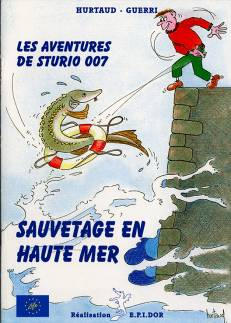 HURTAUD - GUERRI
LES AVENTURES
DE STURIO 007
SAUVETAGE EN
HAUTE MER
Réalisation E.P.I.DOR